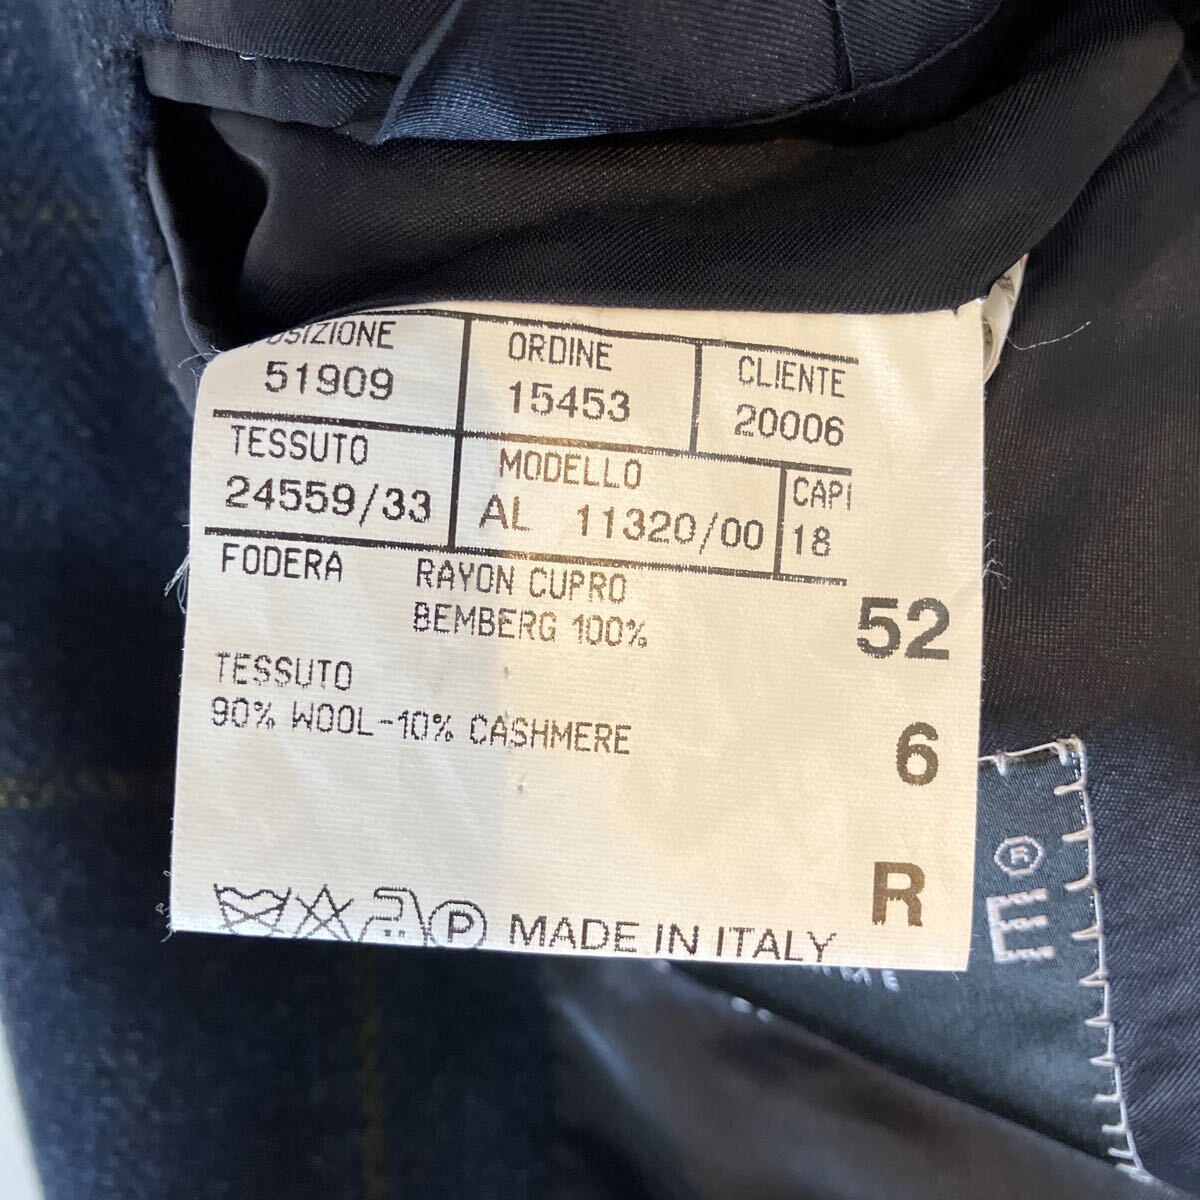 51909
ORDINE
15453
CLIENTE
20006
TESSUTO
24559/33
MODELLO
AL 11320/00
CAPI
18
FODERA RAYON CUPRO
BEMBERG 100%
TESSUTO
90% WOOL-10% CASHMERE
52
6
R
P MADE IN ITALY
®